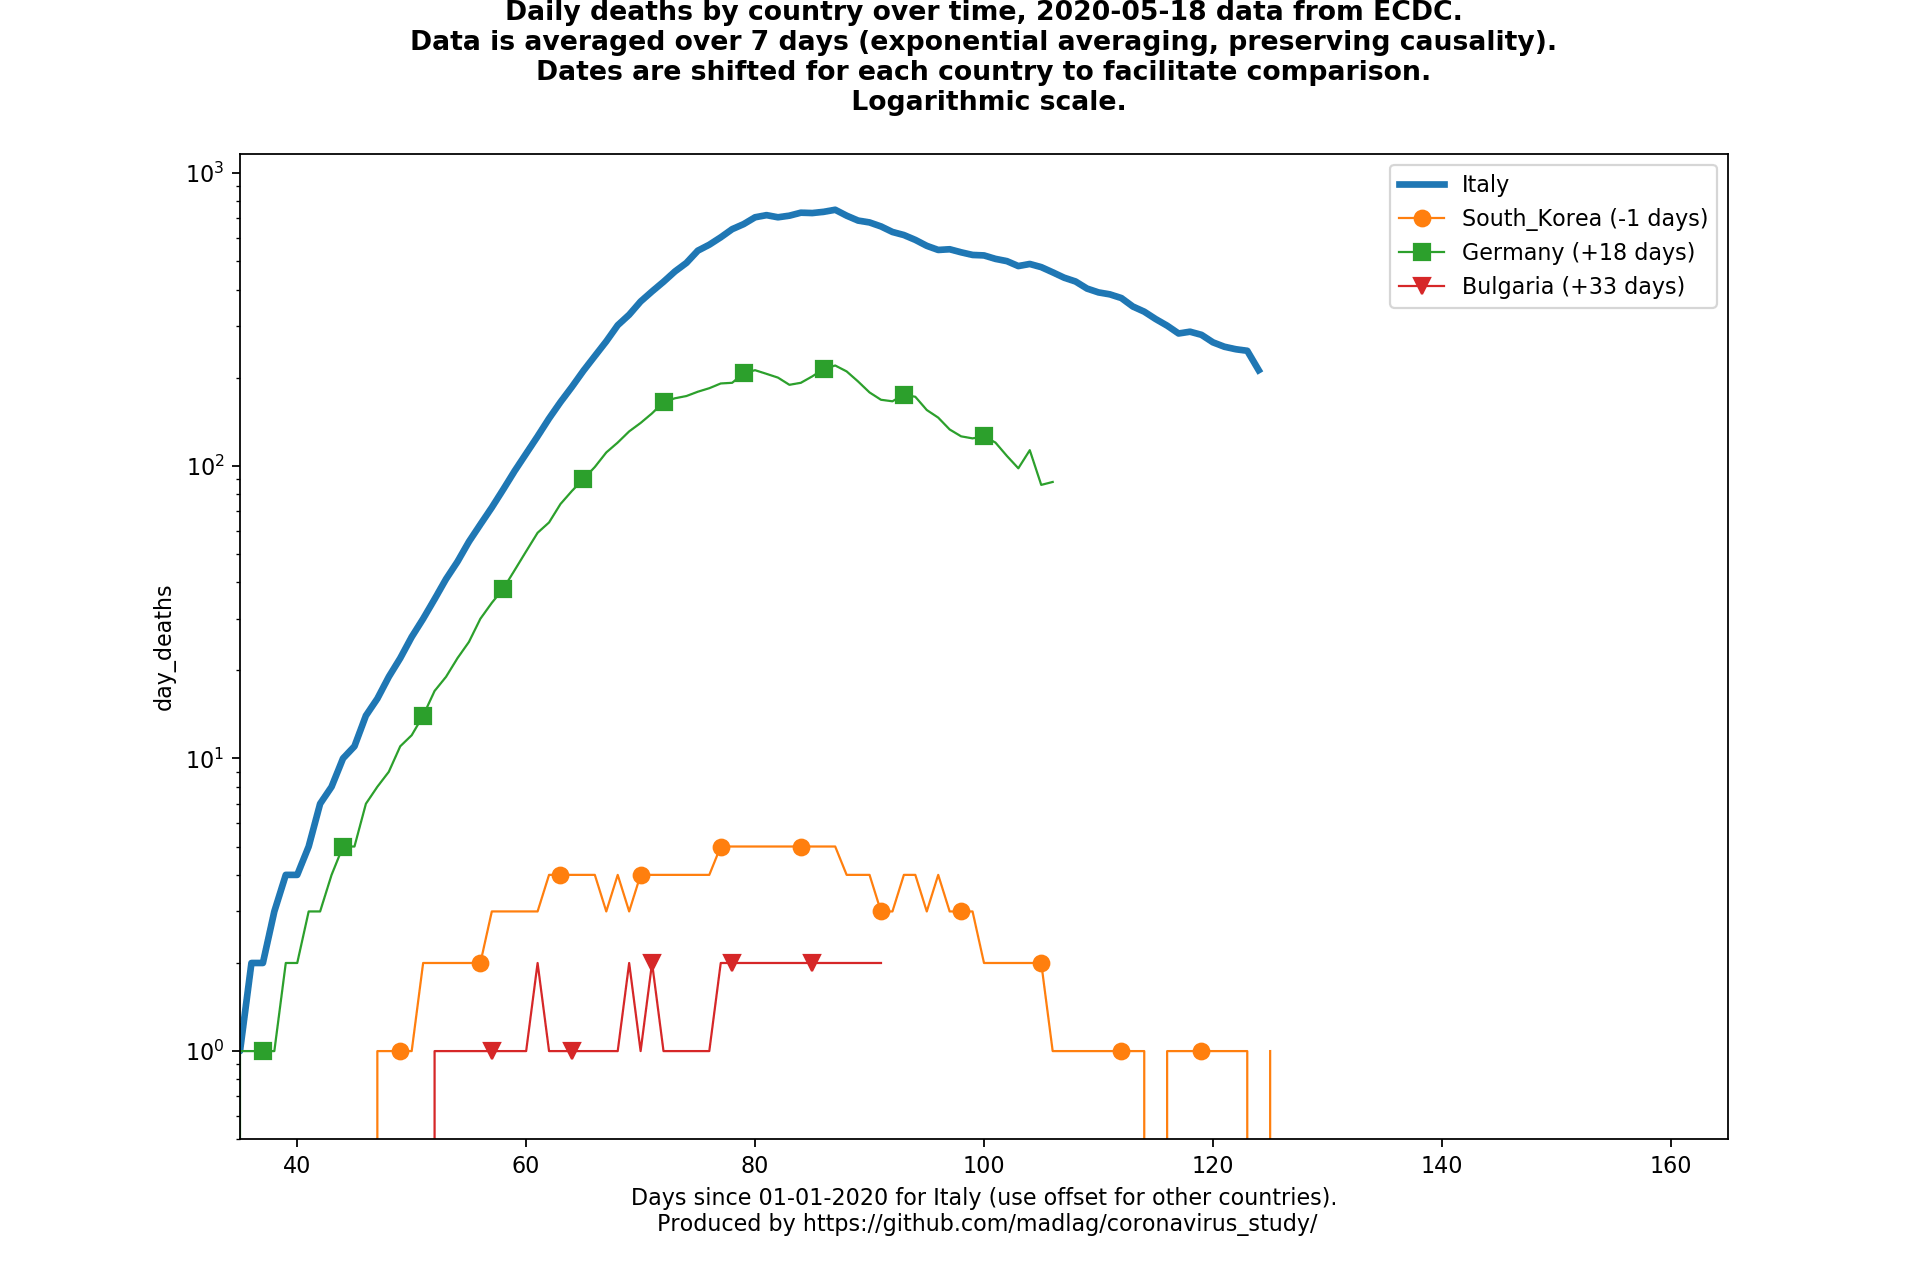 Daily deaths by country over time, 2020-05-18 data from ECDC.
Data is averaged over 7 days (exponential averaging, preserving causality).
Dates are shifted for each country to facilitate comparison.
Logarithmic scale.
10³
10²
10¹
10⁰
day_deaths
Italy
South_Korea (-1 days)
Germany (+18 days)
Bulgaria (+33 days)
40 60 80 100 120 140 160
Days since 01-01-2020 for Italy (use offset for other countries).
Produced by https://github.com/madlag/coronavirus_study/